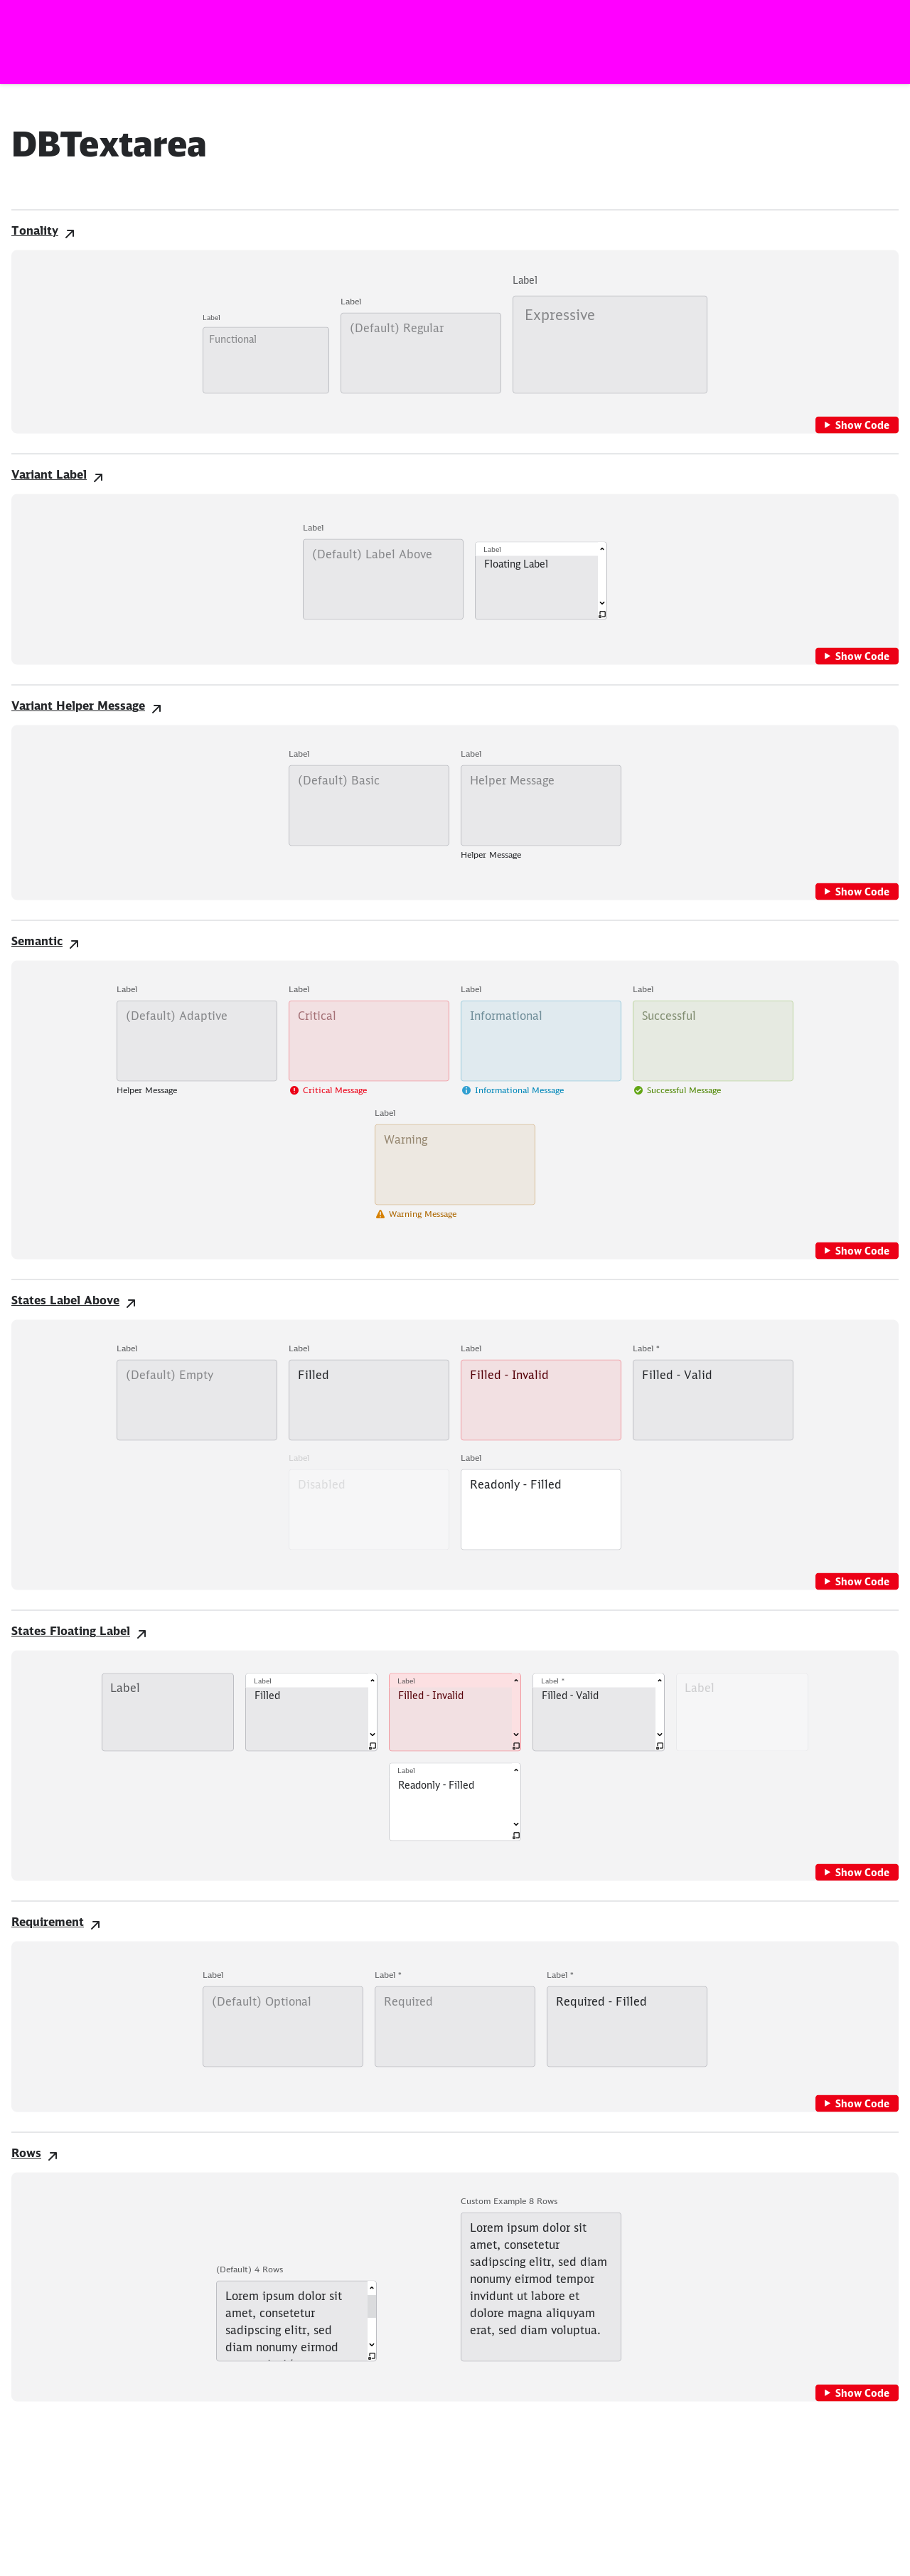 DBTextarea
Tonality
Label
Functional
Label
(Default) Regular
Label
Expressive
Show Code
Variant Label
Label
(Default) Label Above
Label
Floating Label
Show Code
Variant Helper Message
Label
(Default) Basic
Label
Helper Message
Helper Message
Show Code
Semantic
Label
(Default) Adaptive
Helper Message
Label
Critical
Critical Message
Label
Informational
Informational Message
Label
Successful
Successful Message
Label
Warning
Warning Message
Show Code
States Label Above
Label
(Default) Empty
Label
Filled
Label
Filled - Invalid
Label *
Filled - Valid
Label
Disabled
Label
Readonly - Filled
Show Code
States Floating Label
Label
Label
Filled
Label
Filled - Invalid
Label *
Filled - Valid
Label
Label
Readonly - Filled
Show Code
Requirement
Label
(Default) Optional
Label *
Required
Label *
Required - Filled
Show Code
Rows
(Default) 4 Rows
Lorem ipsum dolor sit
amet, consetetur
sadipscing elitr, sed
diam nonumy eirmod
Custom Example 8 Rows
Lorem ipsum dolor sit
amet, consetetur
sadipscing elitr, sed diam
nonumy eirmod tempor
invidunt ut labore et
dolore magna aliquyam
erat, sed diam voluptua.
Show Code